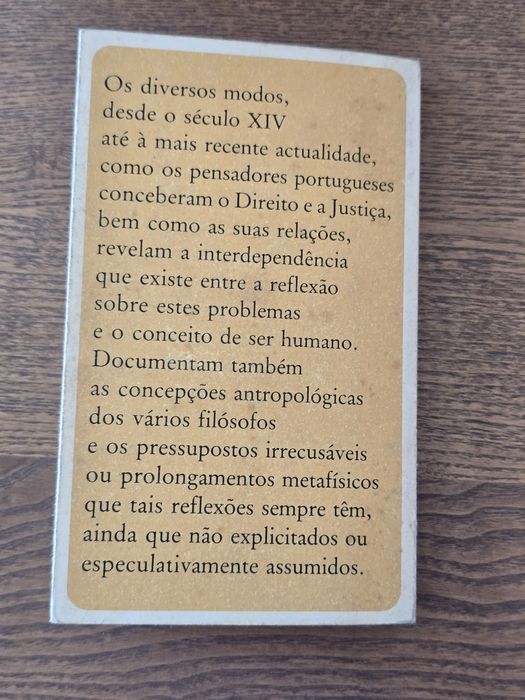 Os diversos modos,
desde o século XIV
até à mais recente actualidade,
como os pensadores portugueses
conceberam o Direito e a Justiça,
bem como as suas relações,
revelam a interdependência
que existe entre a reflexão
sobre estes problemas
e o conceito de ser humano.
Documentam também
as concepções antropológicas
dos vários filósofos
e os pressupostos irrecusáveis
ou prolongamentos metafísicos
que tais reflexões sempre têm,
ainda que não explicitados ou
especulativamente assumidos.